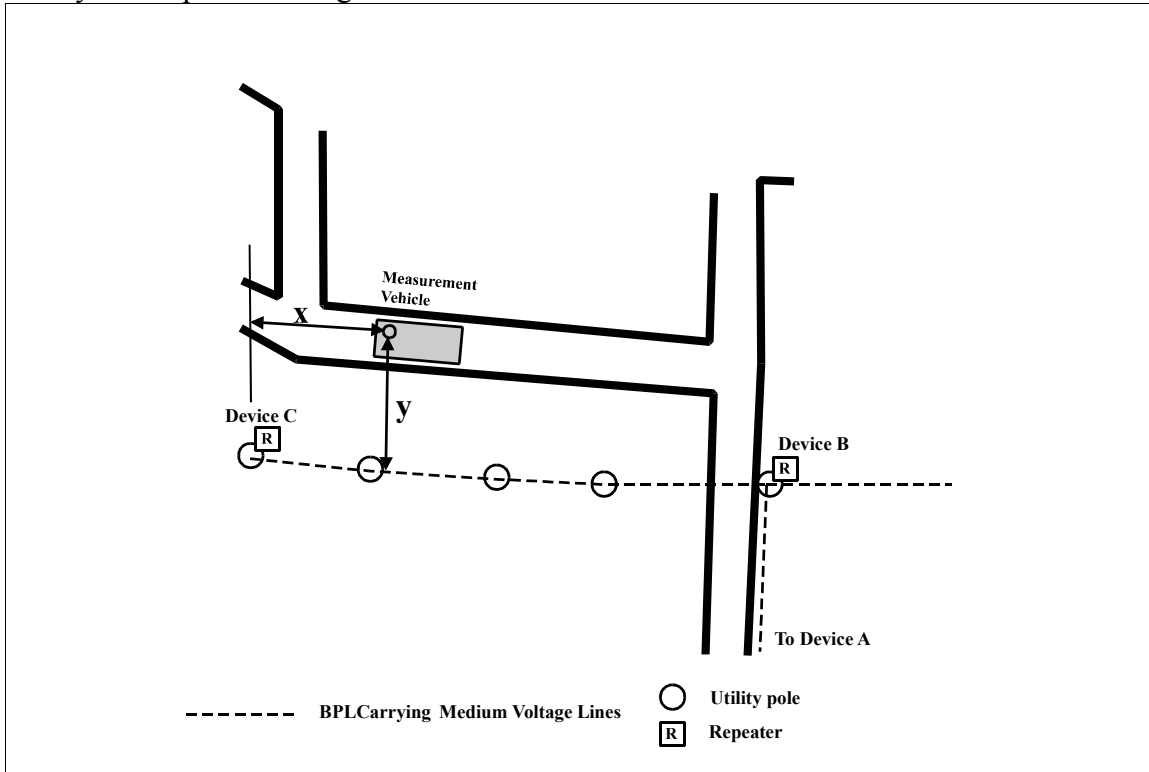 Measurement
Vehicle
x
y
Device C
R
Device B
R
To Device A
BPLCarrying Medium Voltage Lines
Utility pole
R
Repeater